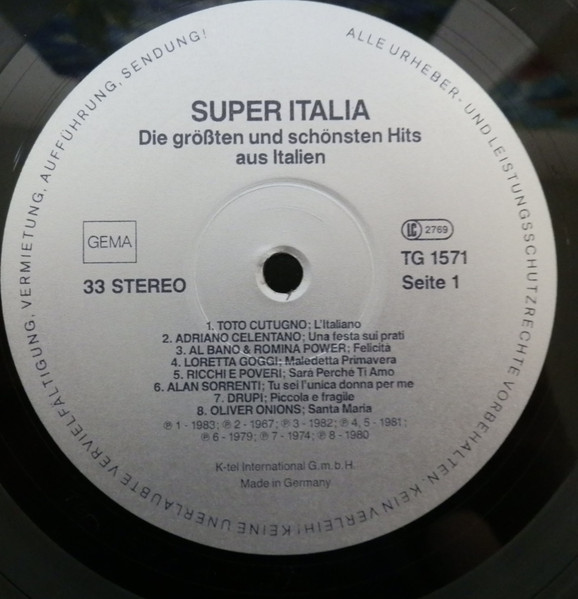 ALLE URHEBER- UND LEISTUNGSSCHUTZRECHTE VORBEHALTEN. KEIN VERLEIH! KEINE UNERLAUBTE VERVIELFÄLTIGUNG, VERMIETUNG, AUFFÜHRUNG, SENDUNG!
SUPER ITALIA
Die größten und schönsten Hits
aus Italien
GEMA
LC 2769
TG 1571
33 STEREO
Seite 1
1. TOTO CUTUGNO; L'Italiano
2. ADRIANO CELENTANO; Una festa sui prati
3. AL BANO & ROMINA POWER; Felicità
4. LORETTA GOGGI; Maledetta Primavera
5. RICCHI E POVERI; Sarà Perchè Ti Amo
6. ALAN SORRENTI; Tu sei l'unica donna per me
7. DRUPI; Piccola e fragile
8. OLIVER ONIONS; Santa Maria
℗ 1 - 1983; ℗ 2 - 1967; ℗ 3 - 1982; ℗ 4, 5 - 1981;
℗ 6 - 1979; ℗ 7 - 1974; ℗ 8 - 1980
K-tel International G.m.b.H.
Made in Germany